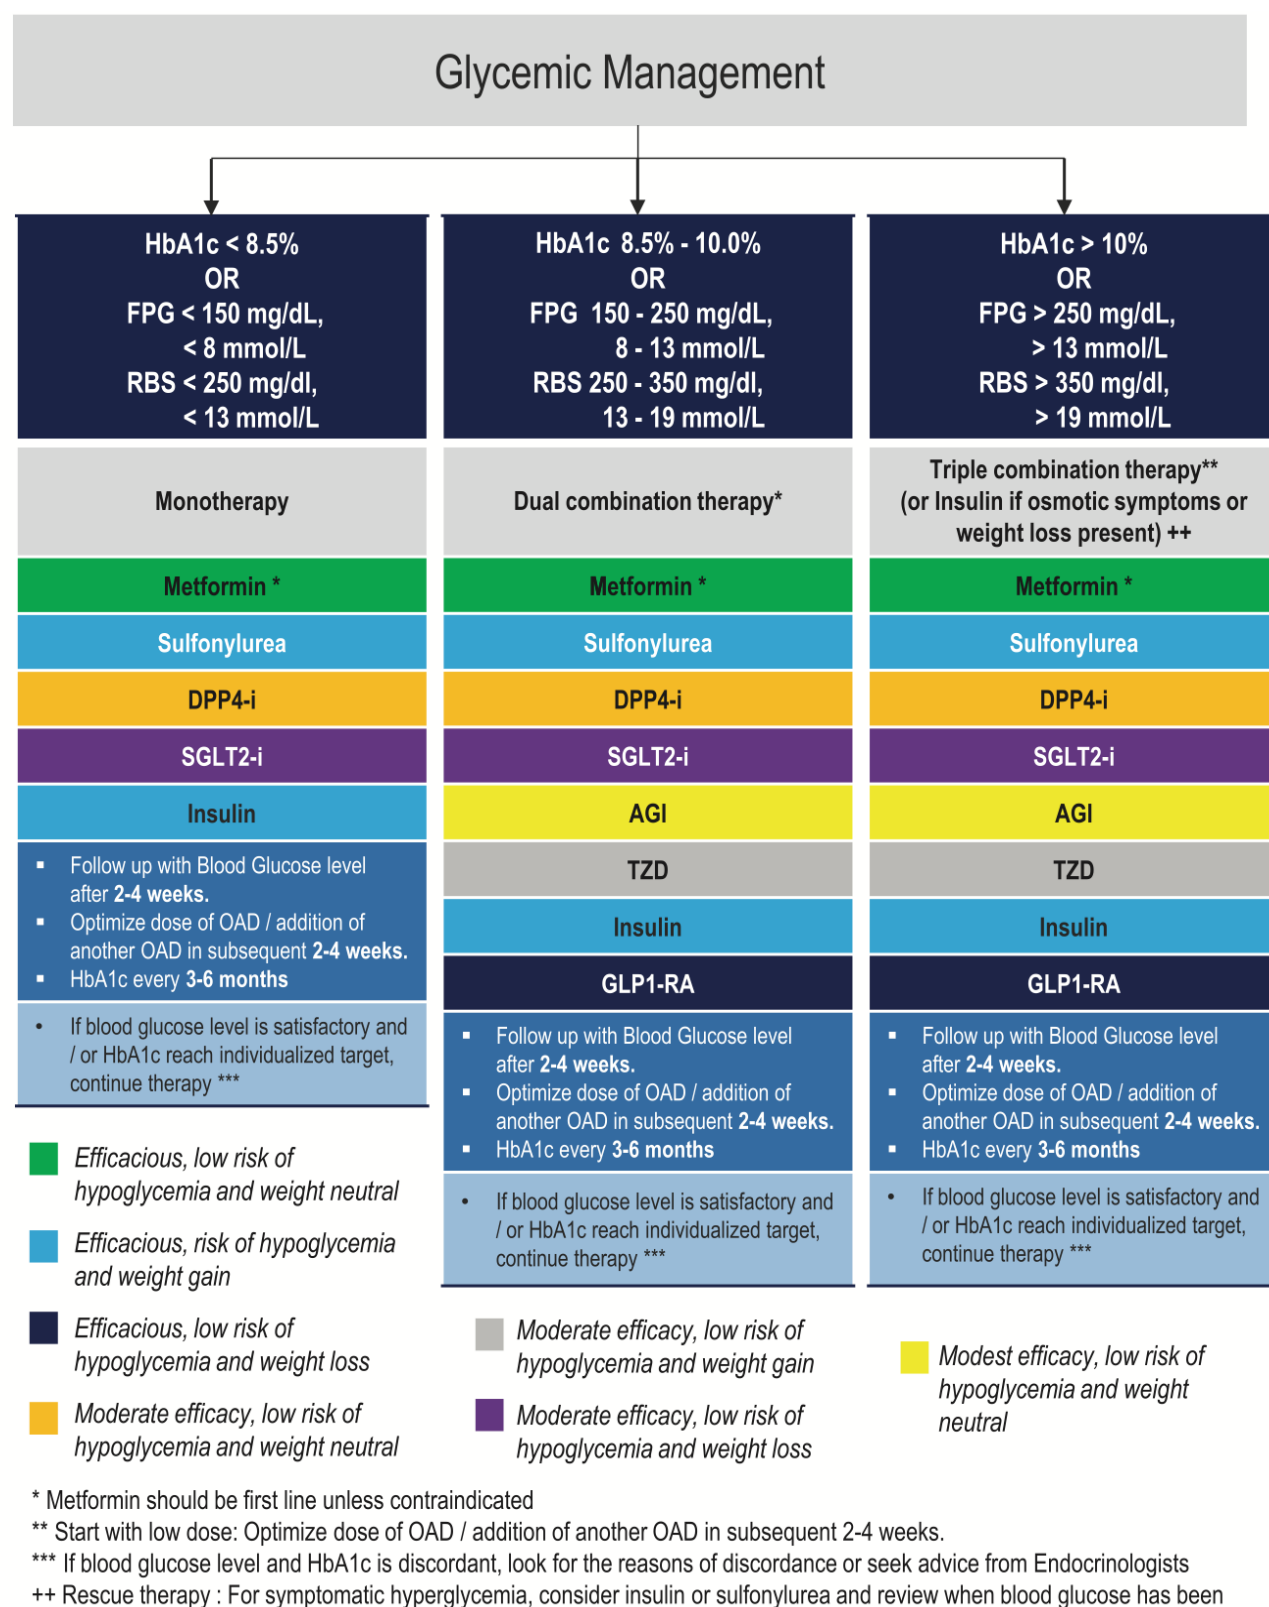 Glycemic Management
HbA1c < 8.5%
OR
FPG < 150 mg/dL,
< 8 mmol/L
RBS < 250 mg/dl,
< 13 mmol/L
Monotherapy
Metformin *
Sulfonylurea
DPP4-i
SGLT2-i
Insulin
▪ Follow up with Blood Glucose level
after 2-4 weeks.
▪ Optimize dose of OAD / addition of
another OAD in subsequent 2-4 weeks.
▪ HbA1c every 3-6 months
• If blood glucose level is satisfactory and
/ or HbA1c reach individualized target,
continue therapy ***
HbA1c 8.5% - 10.0%
OR
FPG 150 - 250 mg/dL,
8 - 13 mmol/L
RBS 250 - 350 mg/dl,
13 - 19 mmol/L
Dual combination therapy*
Metformin *
Sulfonylurea
DPP4-i
SGLT2-i
AGI
TZD
Insulin
GLP1-RA
▪ Follow up with Blood Glucose level
after 2-4 weeks.
▪ Optimize dose of OAD / addition of
another OAD in subsequent 2-4 weeks.
▪ HbA1c every 3-6 months
• If blood glucose level is satisfactory and
/ or HbA1c reach individualized target,
continue therapy ***
HbA1c > 10%
OR
FPG > 250 mg/dL,
> 13 mmol/L
RBS > 350 mg/dl,
> 19 mmol/L
Triple combination therapy**
(or Insulin if osmotic symptoms or
weight loss present) ++
Metformin *
Sulfonylurea
DPP4-i
SGLT2-i
AGI
TZD
Insulin
GLP1-RA
▪ Follow up with Blood Glucose level
after 2-4 weeks.
▪ Optimize dose of OAD / addition of
another OAD in subsequent 2-4 weeks.
▪ HbA1c every 3-6 months
• If blood glucose level is satisfactory and
/ or HbA1c reach individualized target,
continue therapy ***
Efficacious, low risk of
hypoglycemia and weight neutral
Efficacious, risk of hypoglycemia
and weight gain
Efficacious, low risk of
hypoglycemia and weight loss
Moderate efficacy, low risk of
hypoglycemia and weight neutral
Moderate efficacy, low risk of
hypoglycemia and weight gain
Moderate efficacy, low risk of
hypoglycemia and weight loss
Modest efficacy, low risk of
hypoglycemia and weight
neutral
* Metformin should be first line unless contraindicated
** Start with low dose: Optimize dose of OAD / addition of another OAD in subsequent 2-4 weeks.
*** If blood glucose level and HbA1c is discordant, look for the reasons of discordance or seek advice from Endocrinologists
++ Rescue therapy : For symptomatic hyperglycemia, consider insulin or sulfonylurea and review when blood glucose has been